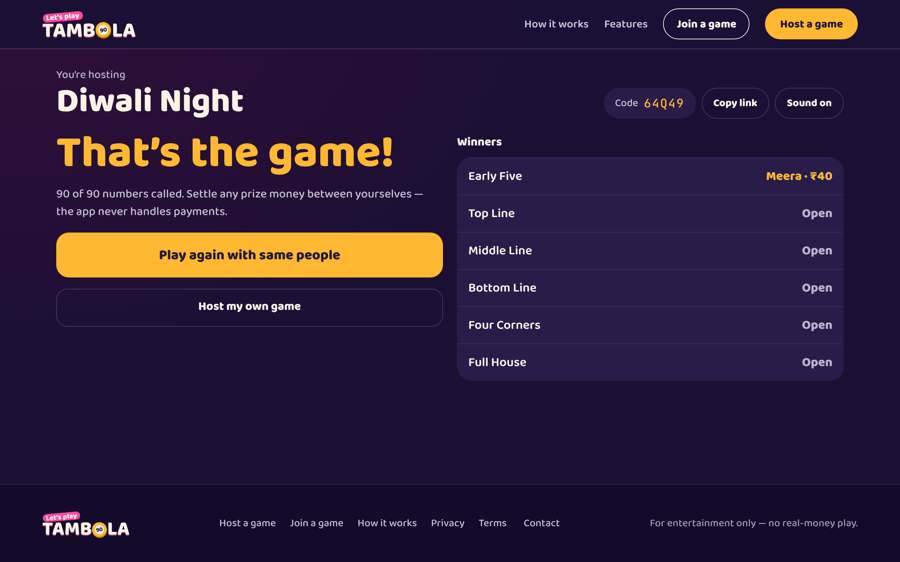 Let's play
TAMBOLA
90
How it works
Features
Join a game
Host a game
You're hosting
Diwali Night
Code 64Q49
Copy link
Sound on
That's the game!
90 of 90 numbers called. Settle any prize money between yourselves —
the app never handles payments.
Play again with same people
Host my own game
Winners
Early Five Meera · ₹40
Top Line Open
Middle Line Open
Bottom Line Open
Four Corners Open
Full House Open
Let's play
TAMBOLA
90
Host a game
Join a game
How it works
Privacy
Terms
Contact
For entertainment only — no real-money play.